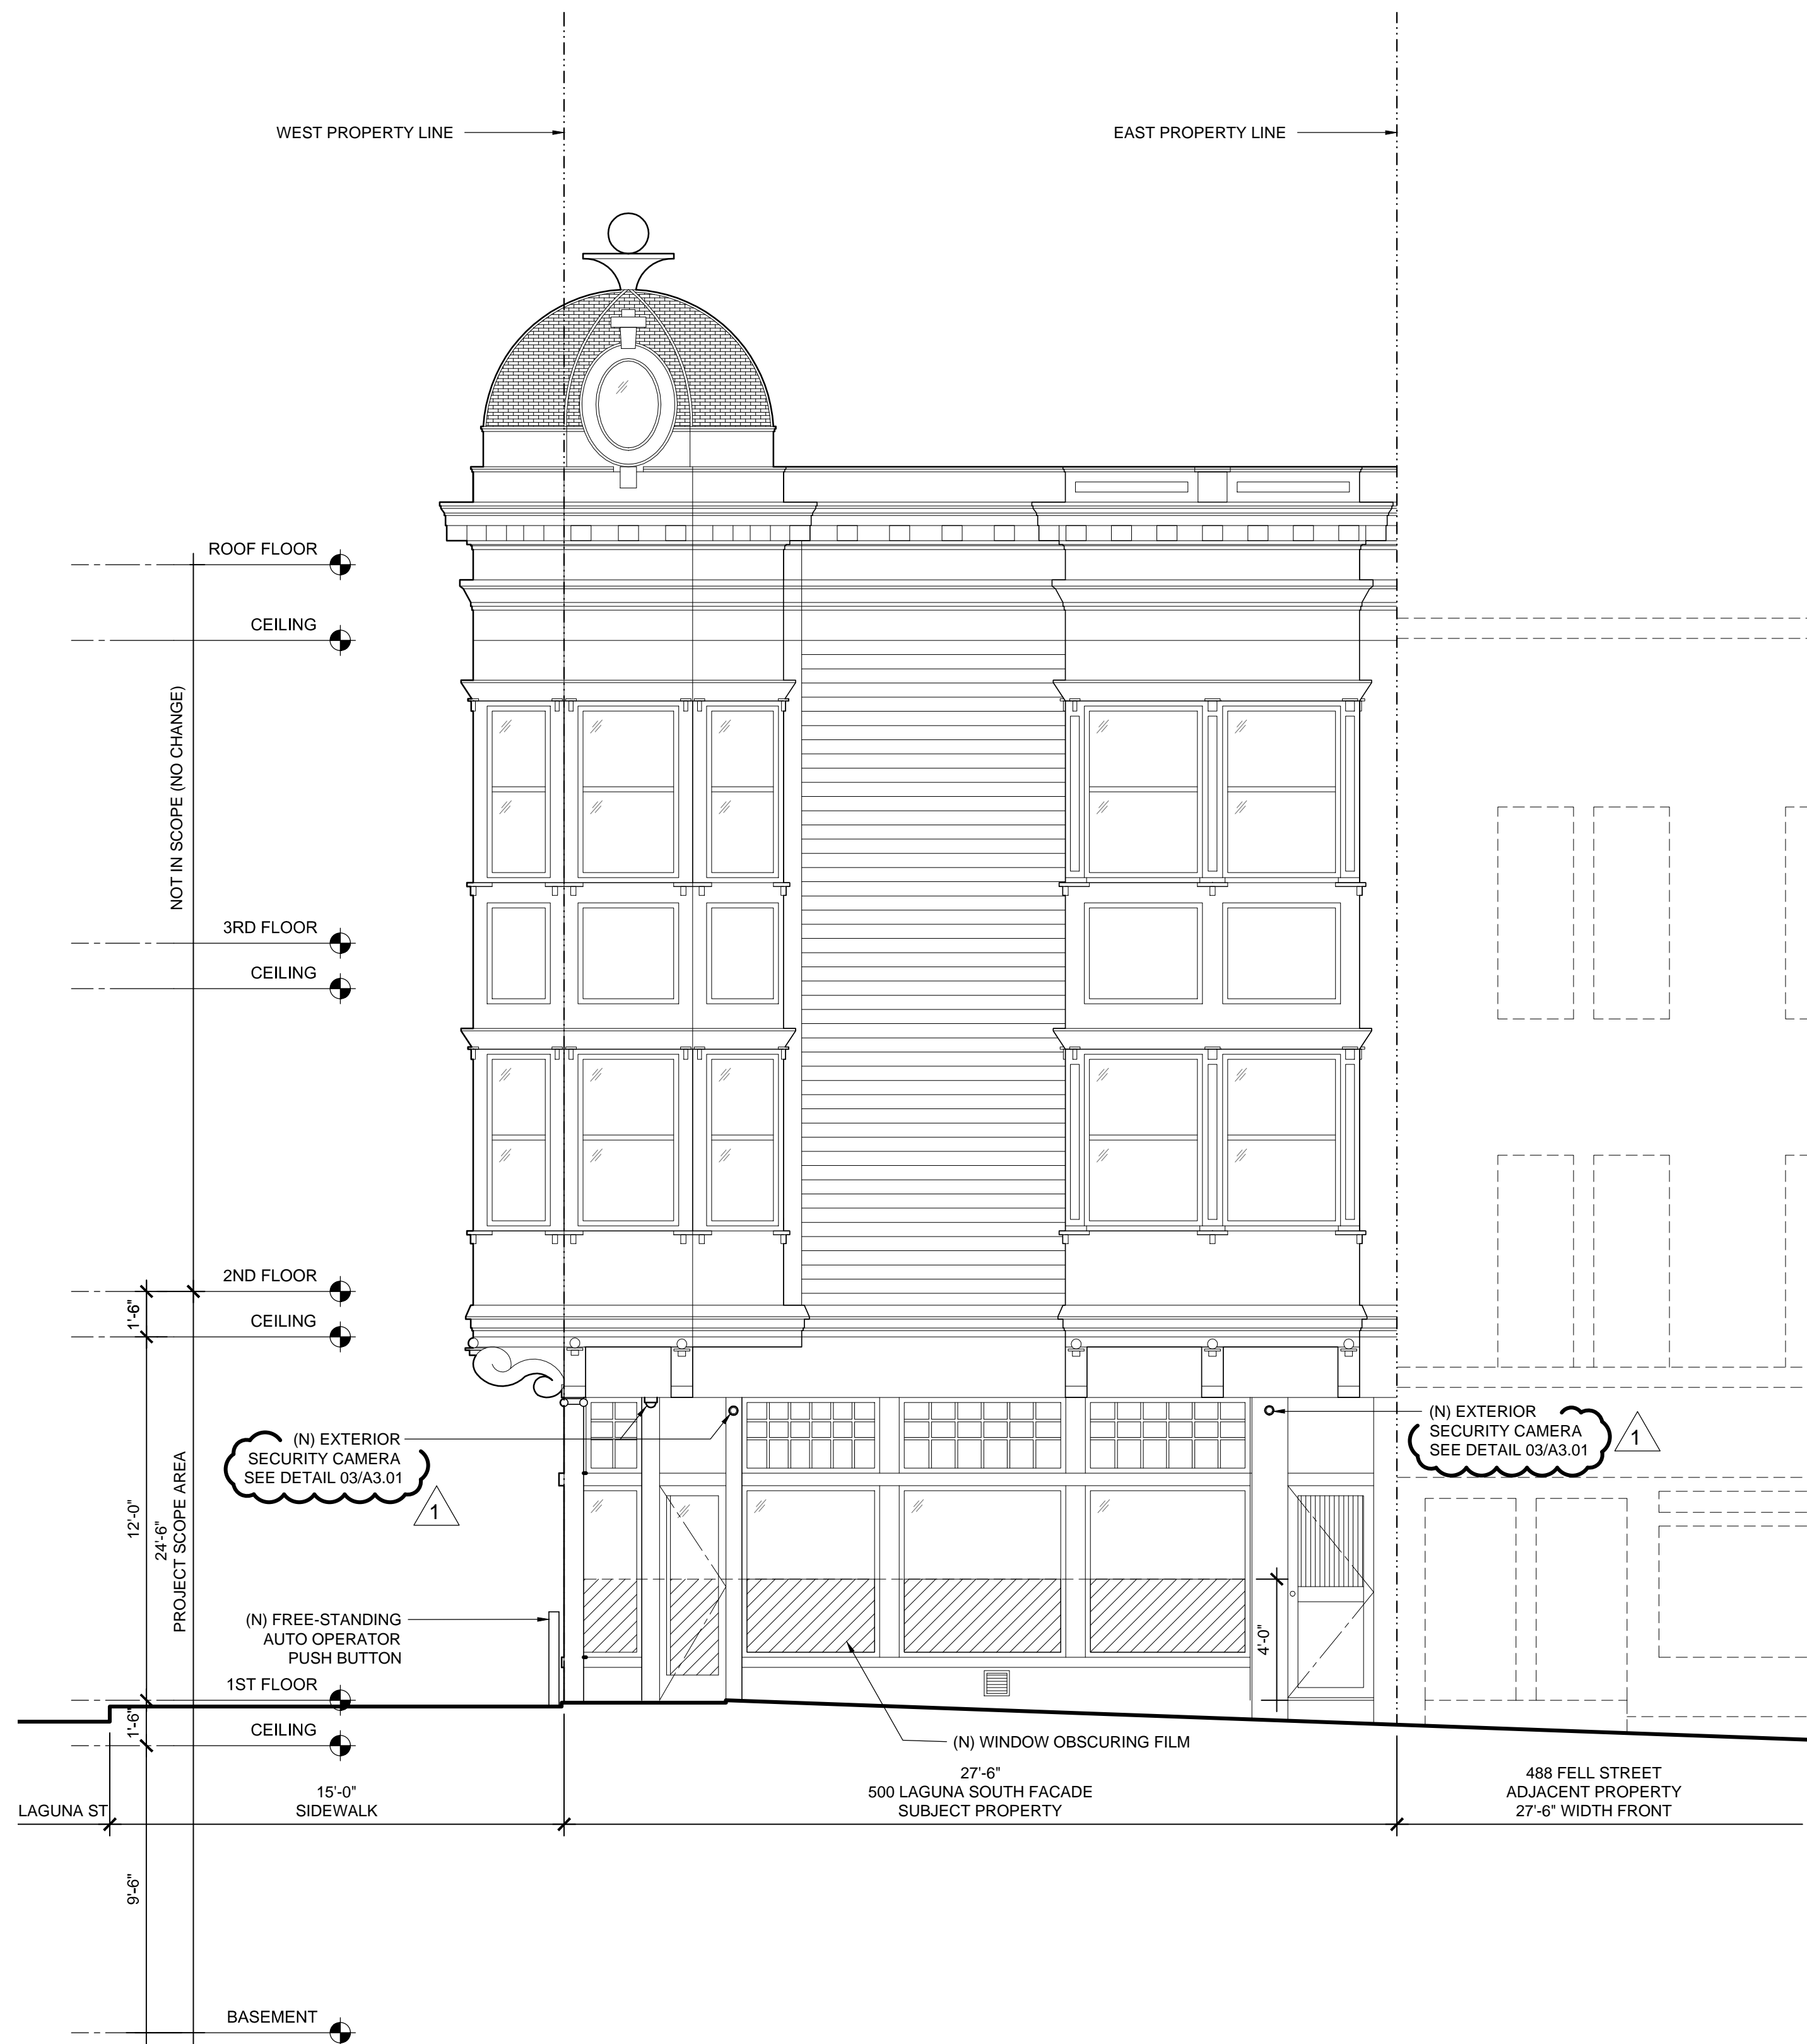 WEST PROPERTY LINE
EAST PROPERTY LINE
ROOF FLOOR
CEILING
NOT IN SCOPE (NO CHANGE)
3RD FLOOR
CEILING
2ND FLOOR
1'-6"
CEILING
(N) EXTERIOR
SECURITY CAMERA
SEE DETAIL 03/A3.01
1
(N) EXTERIOR
SECURITY CAMERA
SEE DETAIL 03/A3.01
1
12'-0"
24'-6"
PROJECT SCOPE AREA
(N) FREE-STANDING
AUTO OPERATOR
PUSH BUTTON
4'-0"
1ST FLOOR
1'-6"
CEILING
(N) WINDOW OBSCURING FILM
LAGUNA ST
15'-0"
SIDEWALK
27'-6"
500 LAGUNA SOUTH FACADE
SUBJECT PROPERTY
488 FELL STREET
ADJACENT PROPERTY
27'-6" WIDTH FRONT
9'-6"
BASEMENT